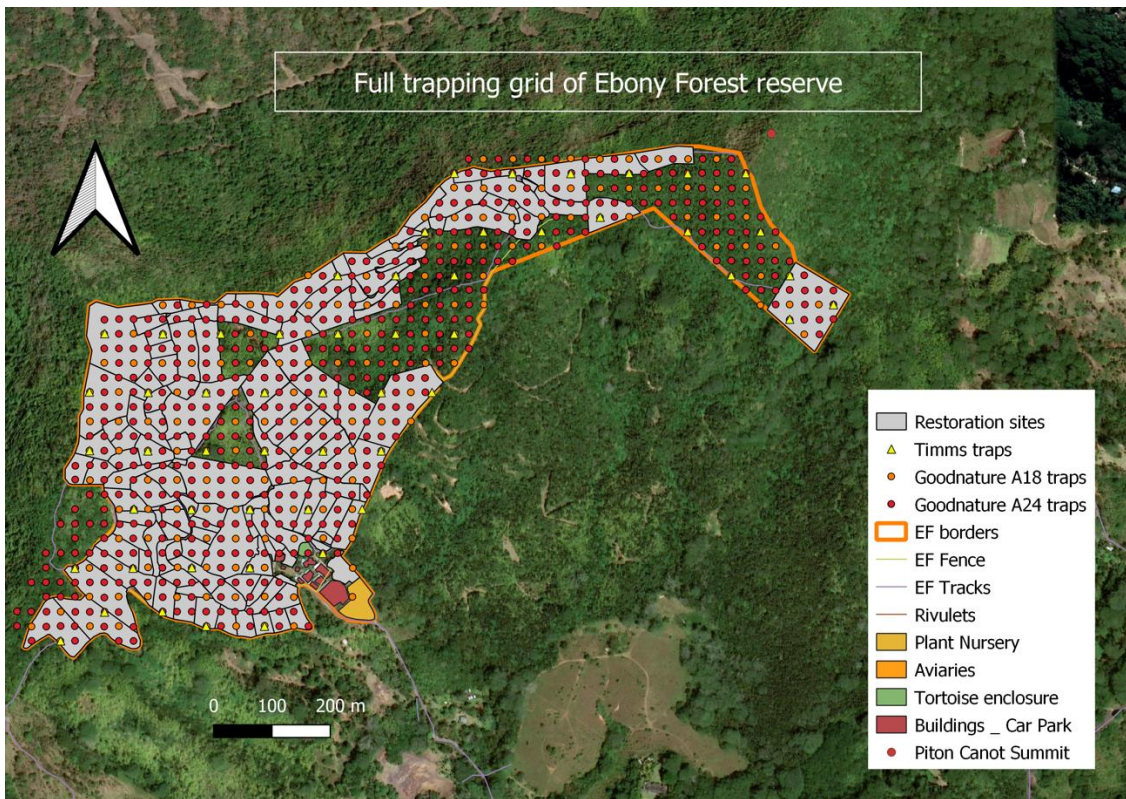 Full trapping grid of Ebony Forest reserve
Restoration sites
Timms traps
Goodnature A18 traps
Goodnature A24 traps
EF borders
EF Fence
EF Tracks
Rivulets
Plant Nursery
Aviaries
Tortoise enclosure
Buildings _ Car Park
Piton Canot Summit
0 100 200 m